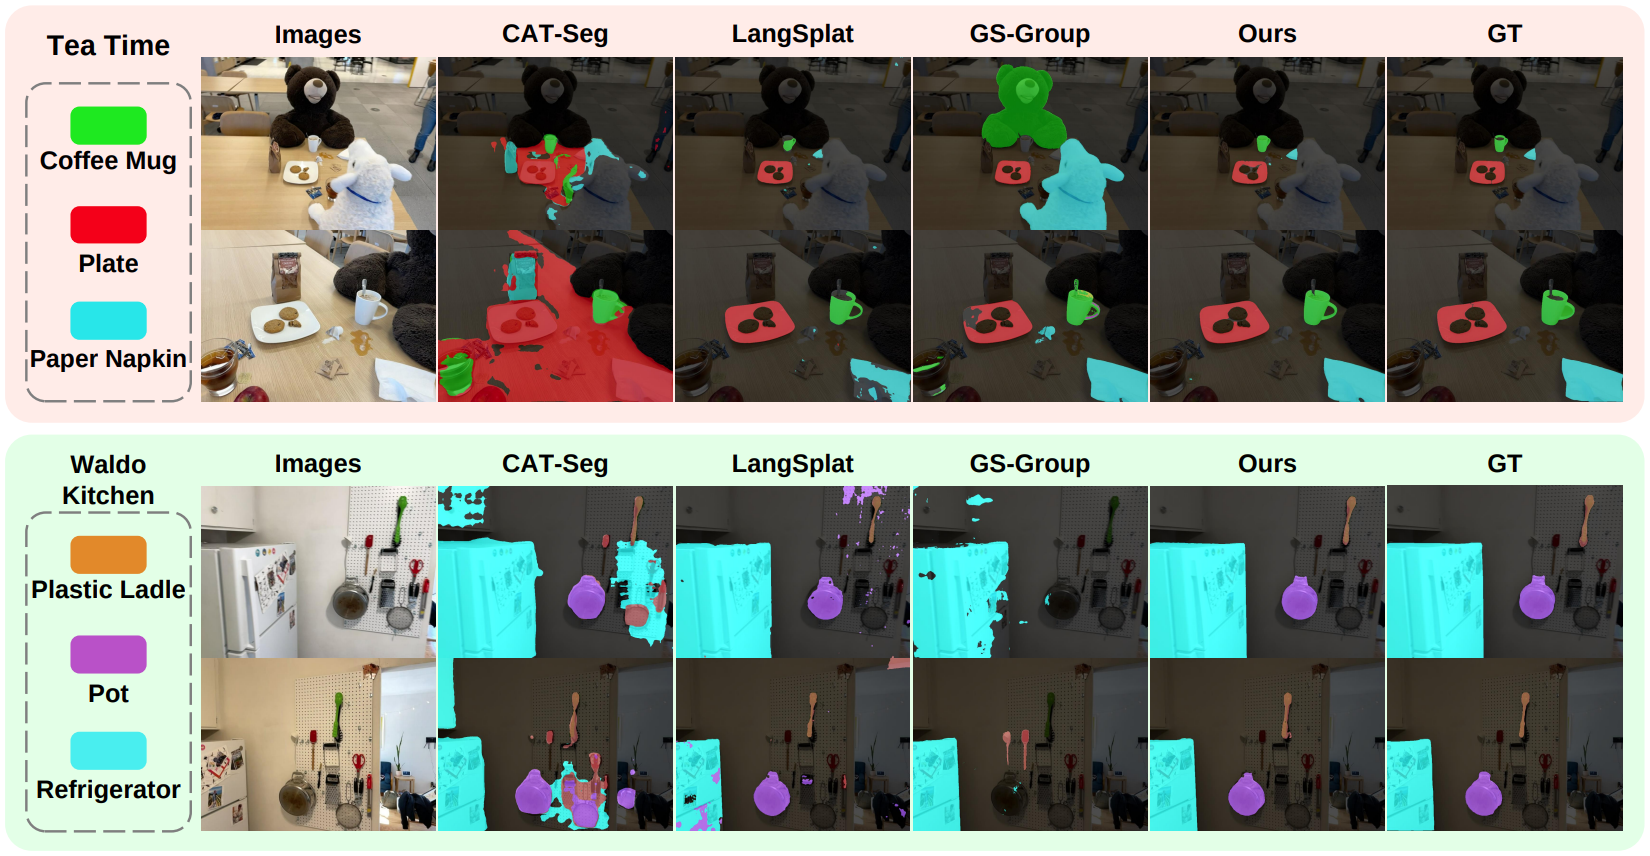 Tea Time
Images
CAT-Seg
LangSplat
GS-Group
Ours
GT
Coffee Mug
Plate
Paper Napkin
Waldo
Kitchen
Images
CAT-Seg
LangSplat
GS-Group
Ours
GT
Plastic Ladle
Pot
Refrigerator